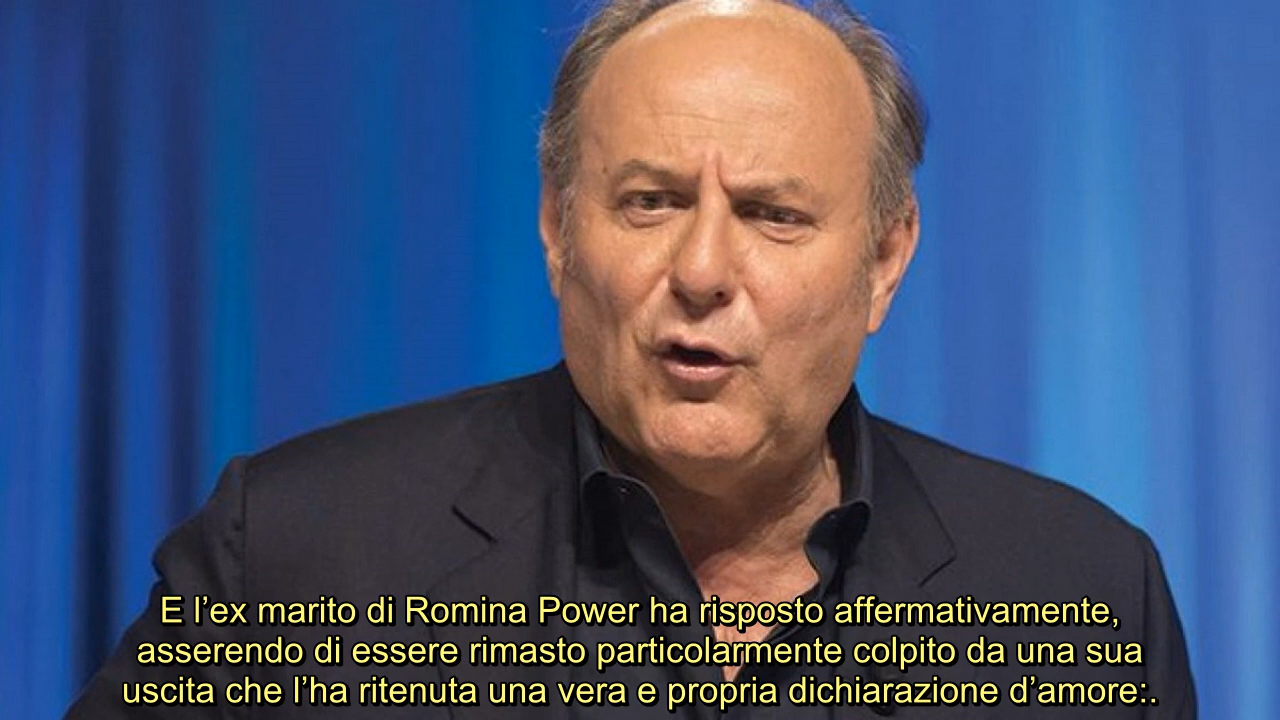 E l’ex marito di Romina Power ha risposto affermativamente,
asserendo di essere rimasto particolarmente colpito da una sua
uscita che l’ha ritenuta una vera e propria dichiarazione d’amore:.